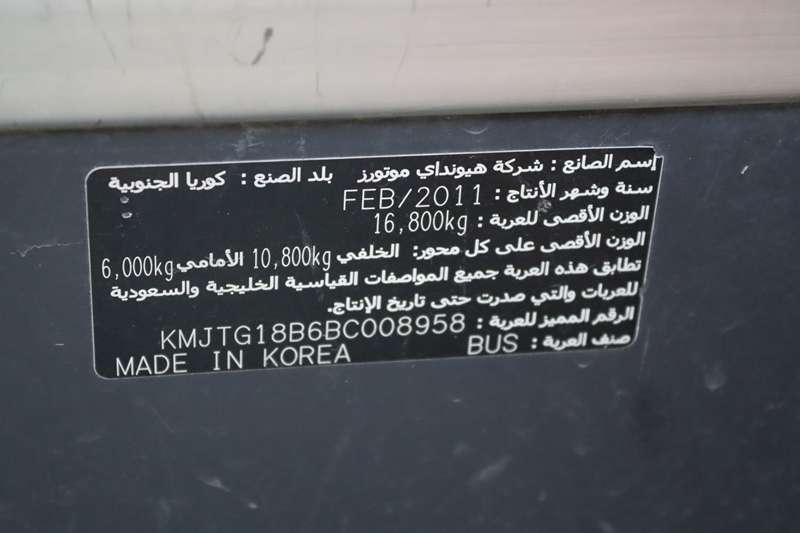 إسم الصانع : شركة هيونداي موتورز بلد الصنع : كوريا الجنوبية
سنة وشهر الأنتاج : FEB/2011
الوزن الأقصى للعربة : 16,800kg
الوزن الأقصى على كل محور: الخلفي 10,800kg الأمامي 6,000kg
تطابق هذه العربة جميع المواصفات القياسية الخليجية والسعودية
للعربات والتي صدرت حتى تاريخ الإنتاج.
الرقم المميز للعربة : KMJTG18B6BC008958
صنف العربة : BUS MADE IN KOREA